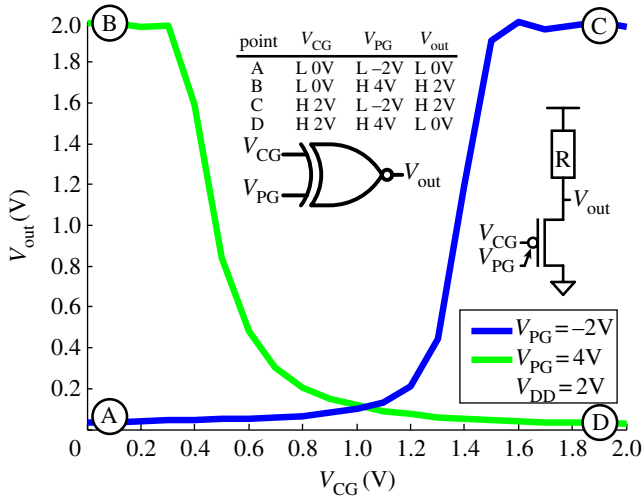 point V_CG V_PG V_out
A L 0V L –2V L 0V
B L 0V H 4V H 2V
C H 2V L –2V H 2V
D H 2V H 4V L 0V
V_CG
V_PG
V_out
R
V_out
V_CG
V_PG
V_PG = –2V
V_PG = 4V
V_DD = 2V
A
B
C
D
V_out (V)
2.0
1.8
1.6
1.4
1.2
1.0
0.8
0.6
0.4
0.2
0 0.2 0.4 0.6 0.8 1.0 1.2 1.4 1.6 1.8 2.0
V_CG (V)